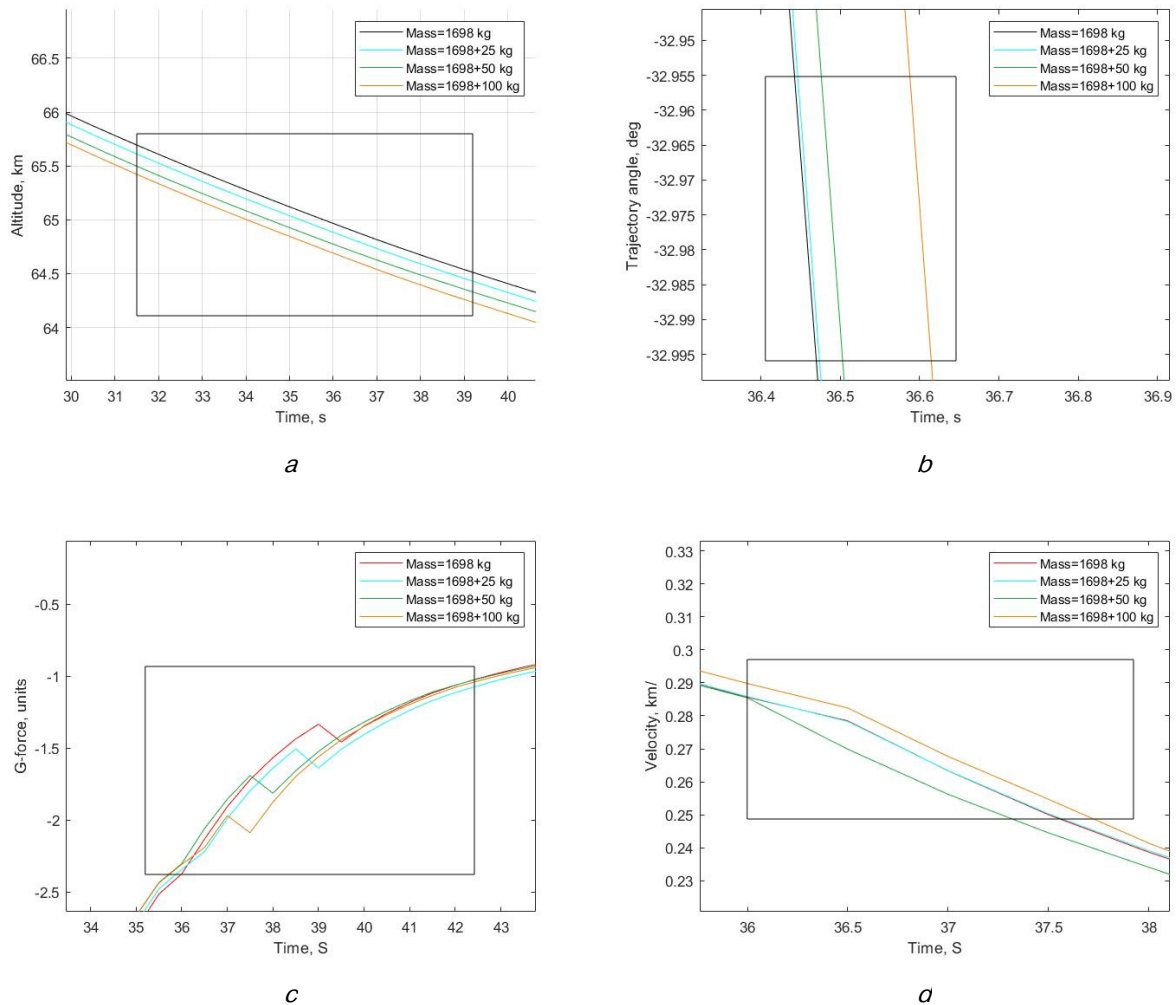 Mass=1698 kg
Mass=1698+25 kg
Mass=1698+50 kg
Mass=1698+100 kg
66.5
66
65.5
65
64.5
64
Altitude, km
30 31 32 33 34 35 36 37 38 39 40
Time, s
a
Mass=1698 kg
Mass=1698+25 kg
Mass=1698+50 kg
Mass=1698+100 kg
-32.95
-32.955
-32.96
-32.965
-32.97
-32.975
-32.98
-32.985
-32.99
-32.995
Trajectory angle, deg
36.4 36.5 36.6 36.7 36.8 36.9
Time, s
b
Mass=1698 kg
Mass=1698+25 kg
Mass=1698+50 kg
Mass=1698+100 kg
-0.5
-1
-1.5
-2
-2.5
G-force, units
34 35 36 37 38 39 40 41 42 43
Time, S
c
Mass=1698 kg
Mass=1698+25 kg
Mass=1698+50 kg
Mass=1698+100 kg
0.33
0.32
0.31
0.3
0.29
0.28
0.27
0.26
0.25
0.24
0.23
Velocity, km/
36 36.5 37 37.5 38
Time, S
d